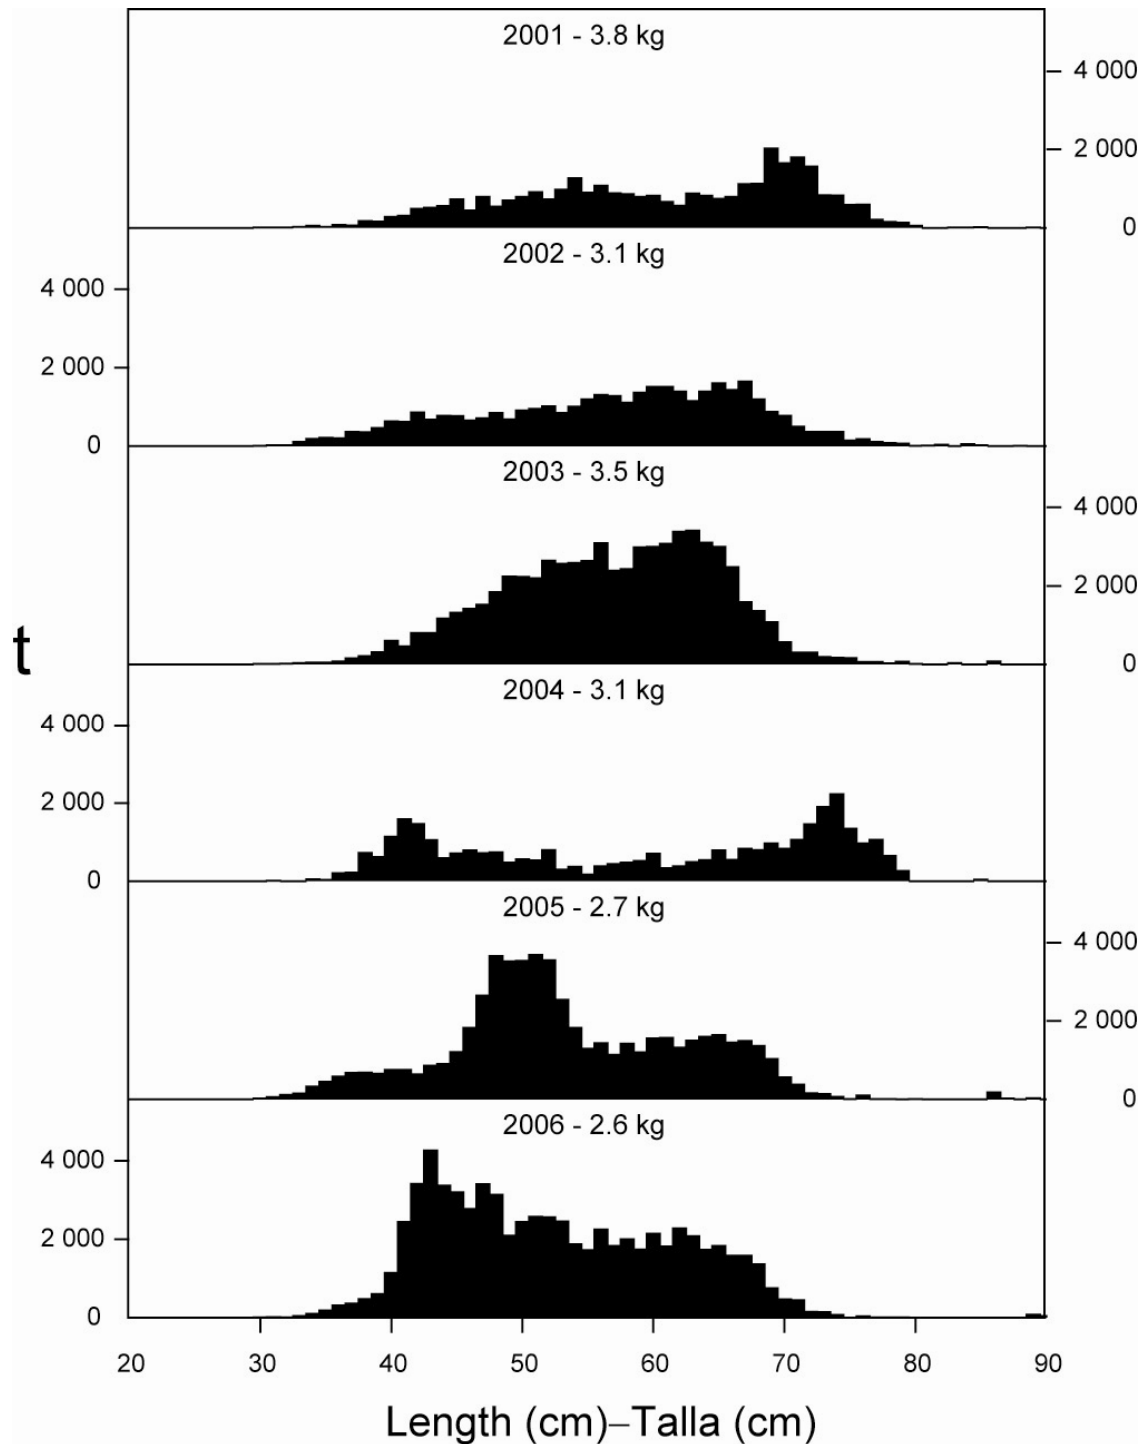 2001 - 3.8 kg
4 000
2 000
0
2002 - 3.1 kg
4 000
2 000
0
2003 - 3.5 kg
4 000
2 000
0
t
2004 - 3.1 kg
4 000
2 000
0
2005 - 2.7 kg
4 000
2 000
0
2006 - 2.6 kg
4 000
2 000
0
20 30 40 50 60 70 80 90
Length (cm)–Talla (cm)